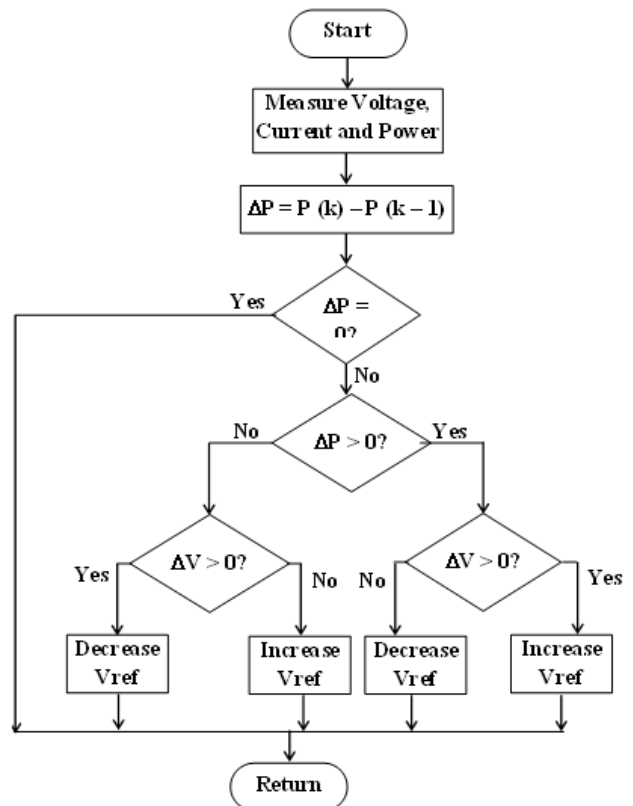 Start
Measure Voltage,
Current and Power
ΔP = P (k) – P (k – 1)
Yes
ΔP =
0?
No
No
ΔP > 0?
Yes
ΔV > 0?
ΔV > 0?
Yes
No
No
Yes
Decrease
Vref
Increase
Vref
Decrease
Vref
Increase
Vref
Return